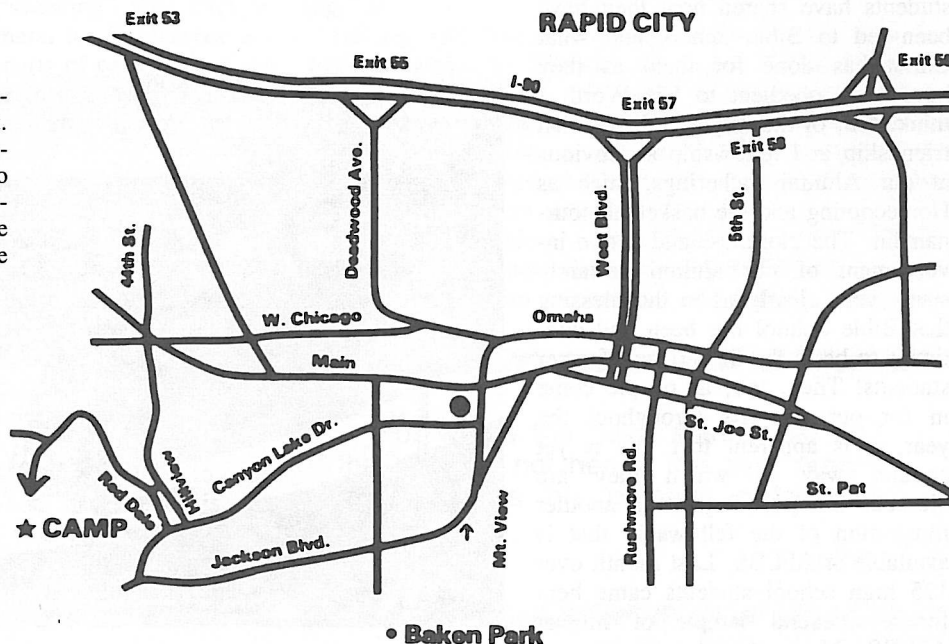 Exit 53
RAPID CITY
Exit 55
I-90
Exit
Exit 57
Exit 58
Deadwood Ave.
West Blvd
5th St.
44th St.
W. Chicago
Omaha
Main
St. Joe St.
Canyon Lake Dr.
Red Dale
St. Pat
★ CAMP
Jackson Blvd.
Mt. View
Rushmore Rd.
• Baken Park